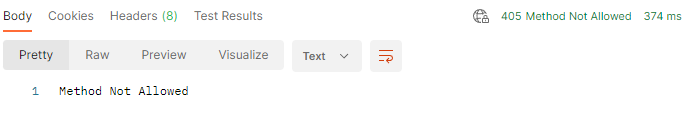 Body Cookies Headers (8) Test Results 405 Method Not Allowed 374 ms
Pretty Raw Preview Visualize Text
1 Method Not Allowed